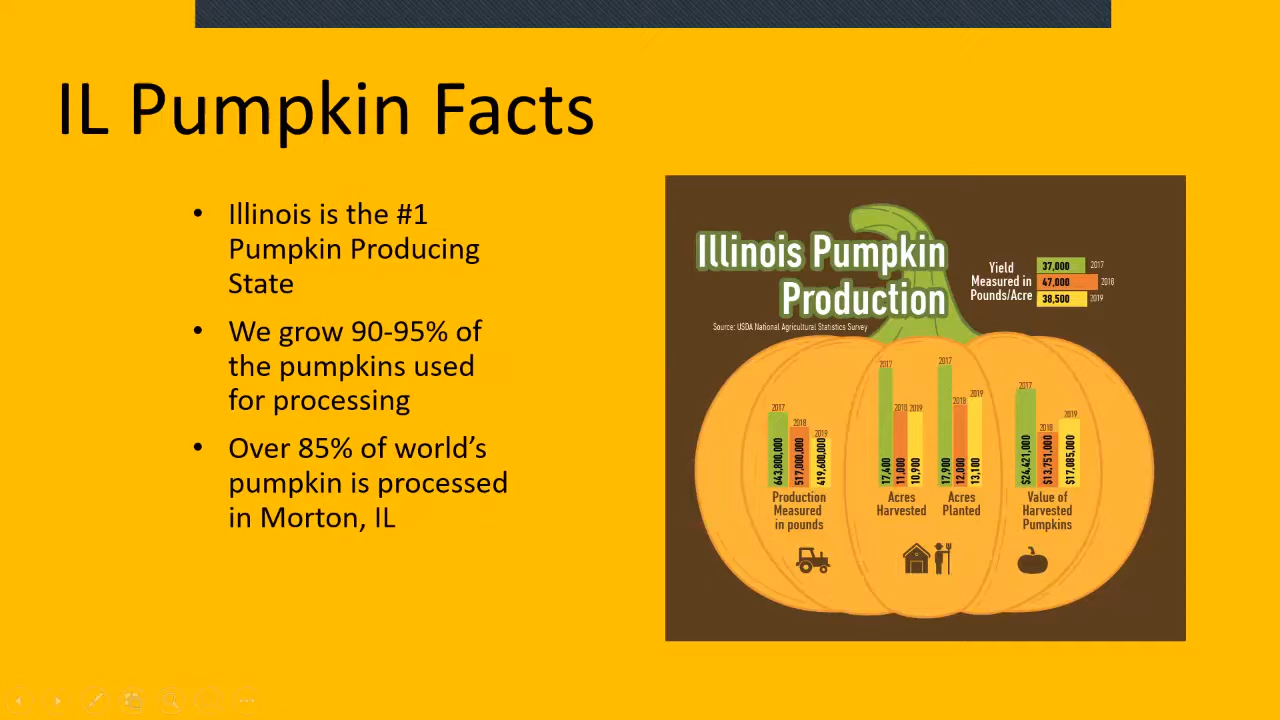 IL Pumpkin Facts
• Illinois is the #1
Pumpkin Producing
State
• We grow 90-95% of
the pumpkins used
for processing
• Over 85% of world’s
pumpkin is processed
in Morton, IL
Illinois Pumpkin
Production
Source: USDA National Agricultural Statistics Survey
Yield
Measured in
Pounds/Acre
37,000 2017
47,000 2018
38,500 2019
2017
643,800,000
2018
517,000,000
2019
419,600,000
Production
Measured
in pounds
2017
17,400
2018
11,000
2019
10,900
Acres
Harvested
2017
17,900
2018
12,000
2019
13,100
Acres
Planted
2017
$24,421,000
2018
$13,751,000
2019
$17,085,000
Value of
Harvested
Pumpkins